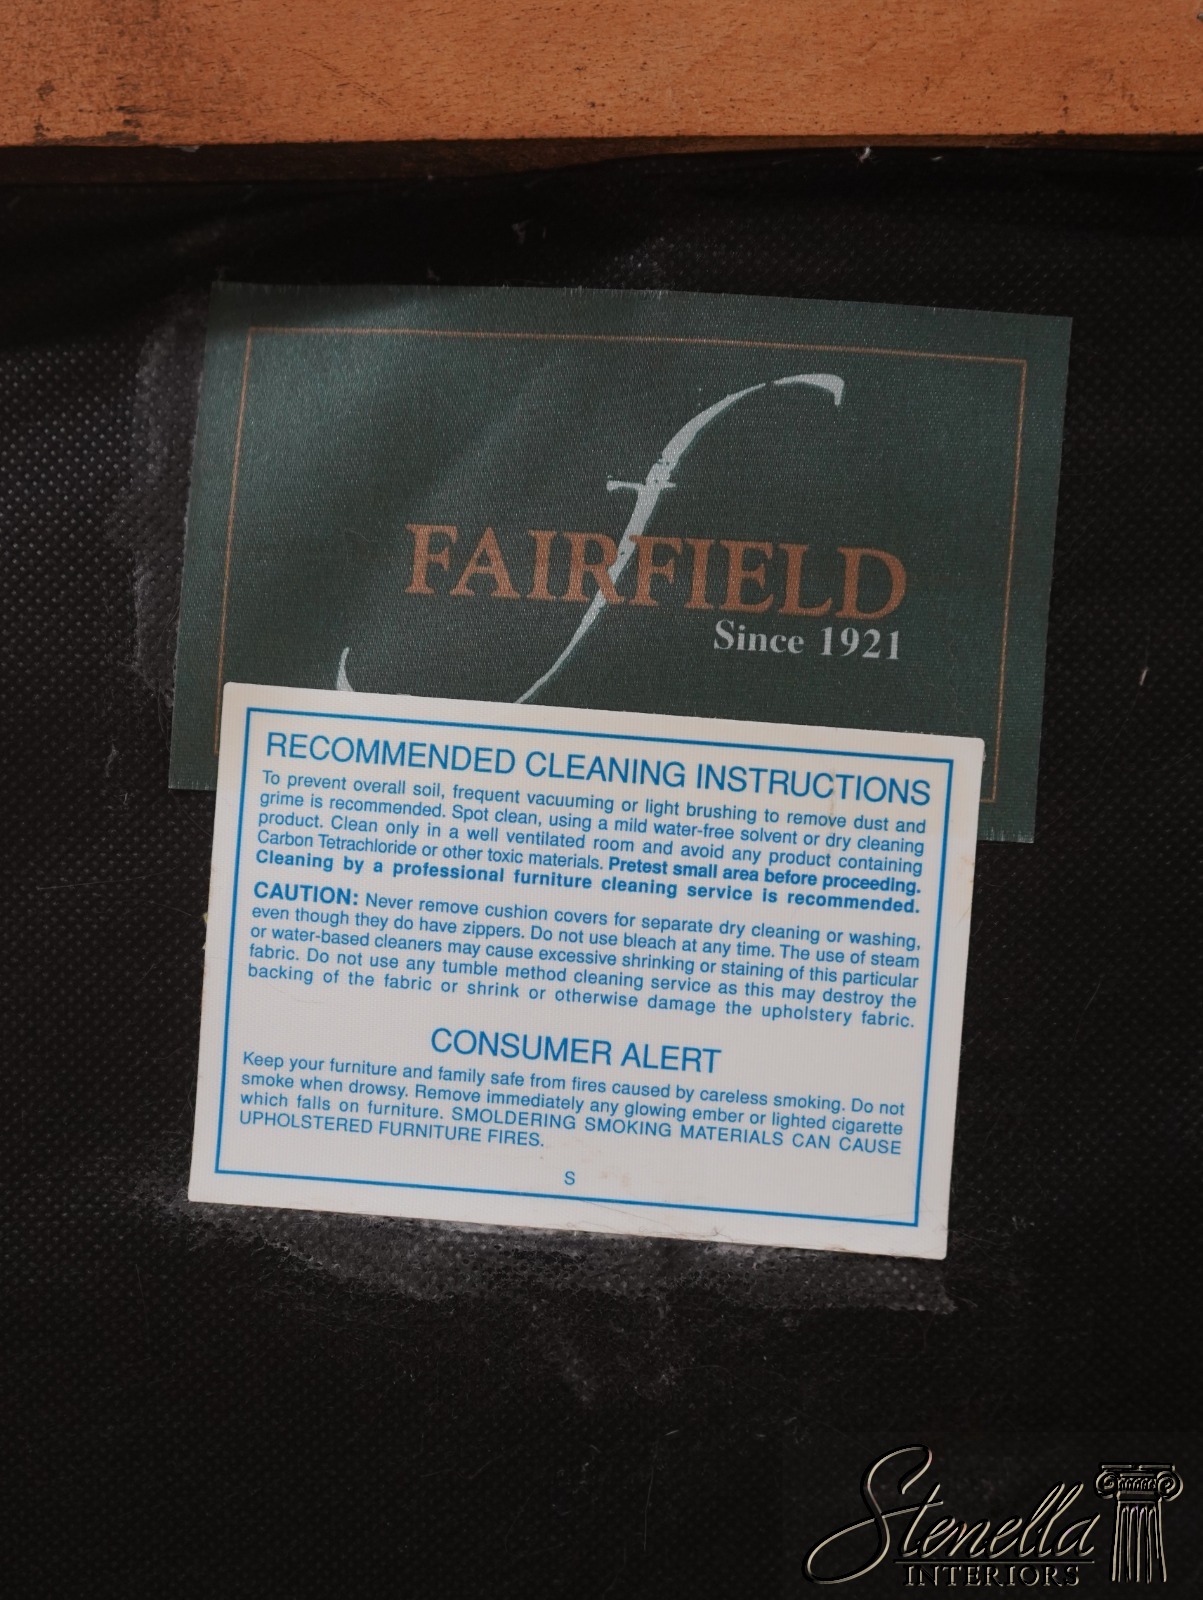 f
FAIRFIELD
Since 1921
RECOMMENDED CLEANING INSTRUCTIONS
To prevent overall soil, frequent vacuuming or light brushing to remove dust and
grime is recommended. Spot clean, using a mild water-free solvent or dry cleaning
product. Clean only in a well ventilated room and avoid any product containing
Carbon Tetrachloride or other toxic materials. Pretest small area before proceeding.
Cleaning by a professional furniture cleaning service is recommended.
CAUTION: Never remove cushion covers for separate dry cleaning or washing,
even though they do have zippers. Do not use bleach at any time. The use of steam
or water-based cleaners may cause excessive shrinking or staining of this particular
fabric. Do not use any tumble method cleaning service as this may destroy the
backing of the fabric or shrink or otherwise damage the upholstery fabric.
CONSUMER ALERT
Keep your furniture and family safe from fires caused by careless smoking. Do not
smoke when drowsy. Remove immediately any glowing ember or lighted cigarette
which falls on furniture. SMOLDERING SMOKING MATERIALS CAN CAUSE
UPHOLSTERED FURNITURE FIRES.
S
Stenella
INTERIORS